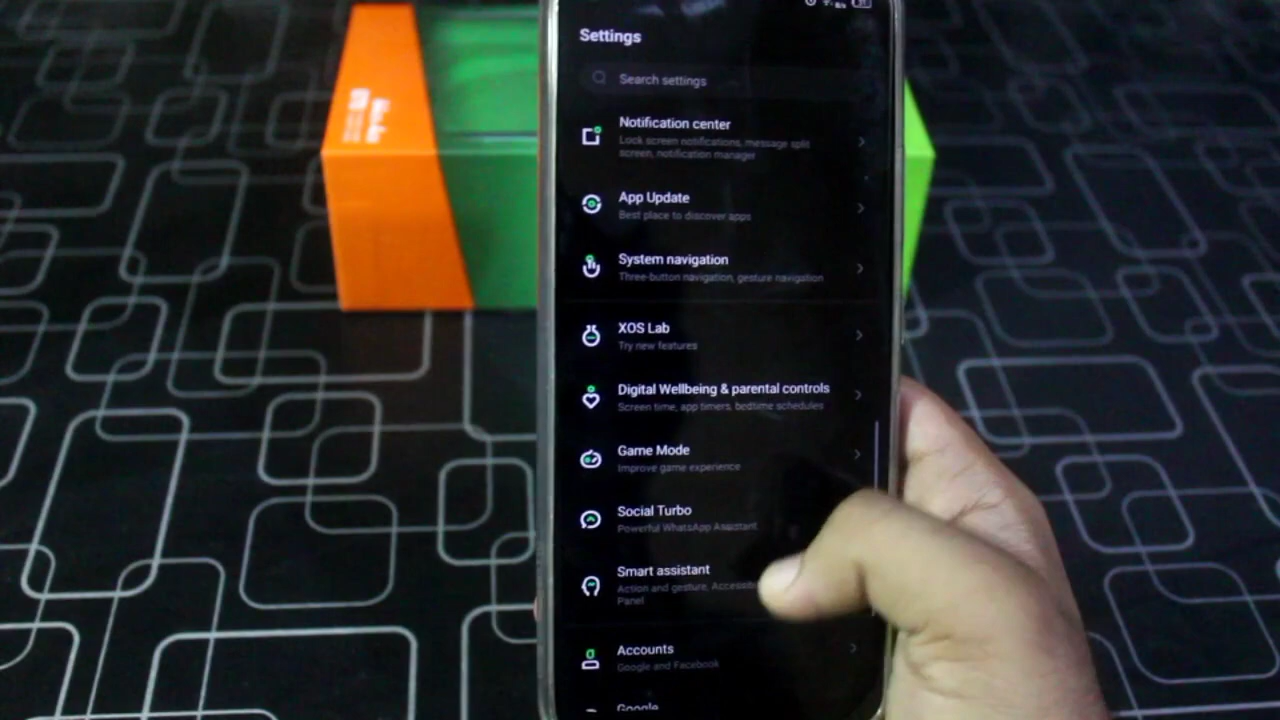 Settings
Search settings
Notification center
Lock screen notifications, message split
screen, notification manager
App Update
Best place to discover apps
System navigation
Three-button navigation, gesture navigation
XOS Lab
Try new features
Digital Wellbeing & parental controls
Screen time, app timers, bedtime schedules
Game Mode
Improve game experience
Social Turbo
Powerful WhatsApp Assistant
Smart assistant
Action and gesture,
Panel
Accounts
Google and Facebook
Google